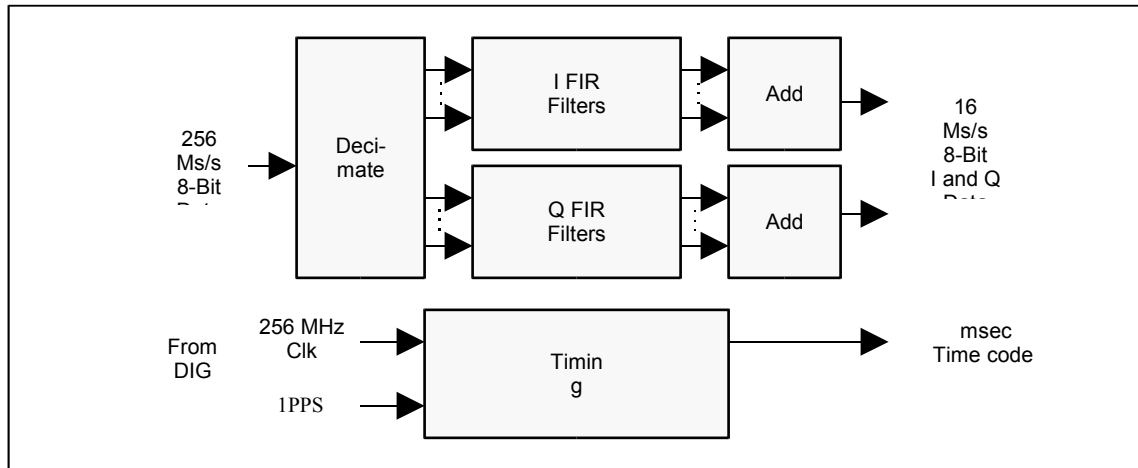 256
Ms/s
8-Bit
Deci-
mate
I FIR
Filters
Add
Q FIR
Filters
Add
16
Ms/s
8-Bit
I and Q
From
DIG
256 MHz
Clk
1PPS
Timin
g
msec
Time code